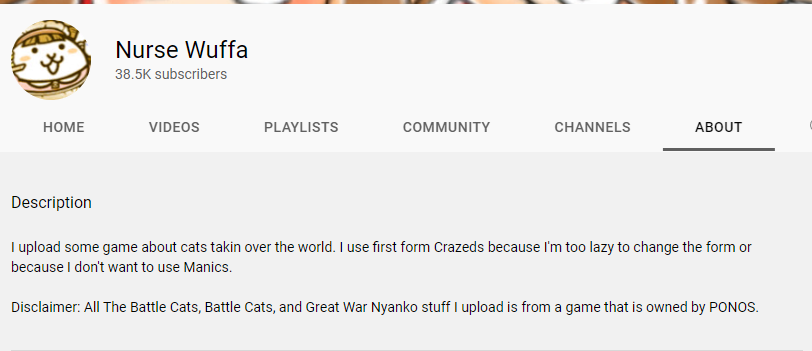 Nurse Wuffa
38.5K subscribers
HOME VIDEOS PLAYLISTS COMMUNITY CHANNELS ABOUT
Description
I upload some game about cats takin over the world. I use first form Crazeds because I'm too lazy to change the form or
because I don't want to use Manics.
Disclaimer: All The Battle Cats, Battle Cats, and Great War Nyanko stuff I upload is from a game that is owned by PONOS.